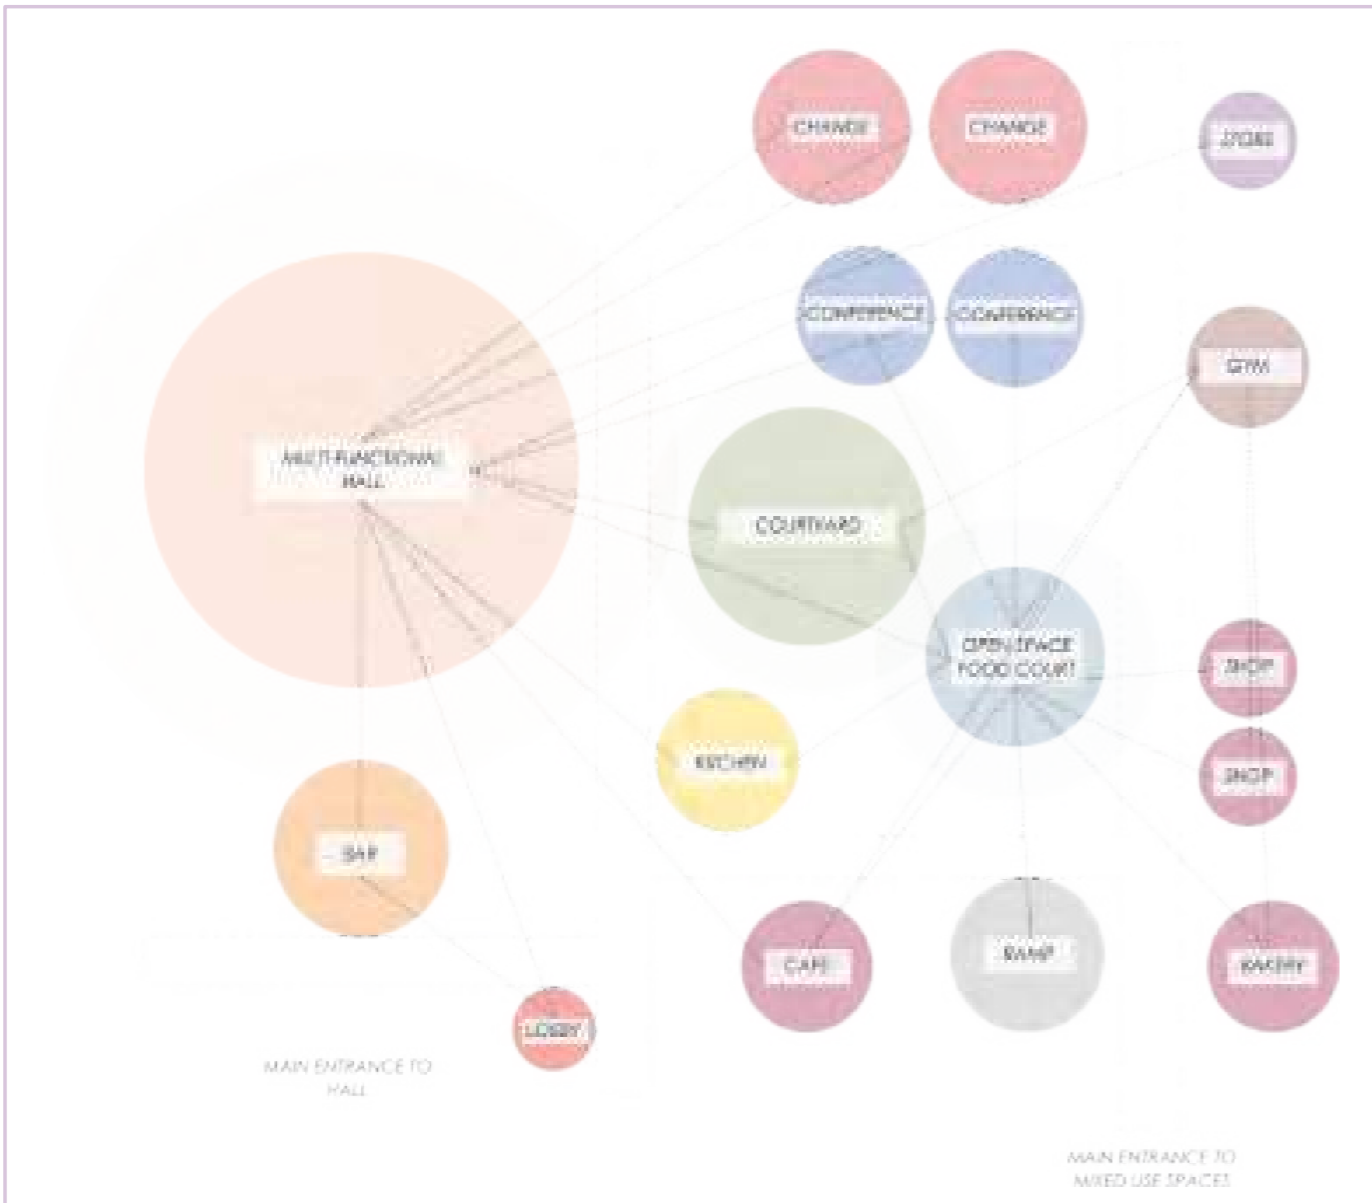 CHANGE
CHANGE
STORE
CONFERENCE
CONFERENCE
GYM
MULTI-FUNCTIONAL
HALL
COURTYARD
OPEN SPACE
FOOD COURT
SHOP
KITCHEN
SHOP
BAR
CAFE
RAMP
BAKERY
LOBBY
MAIN ENTRANCE TO
HALL
MAIN ENTRANCE TO
MIXED USE SPACES